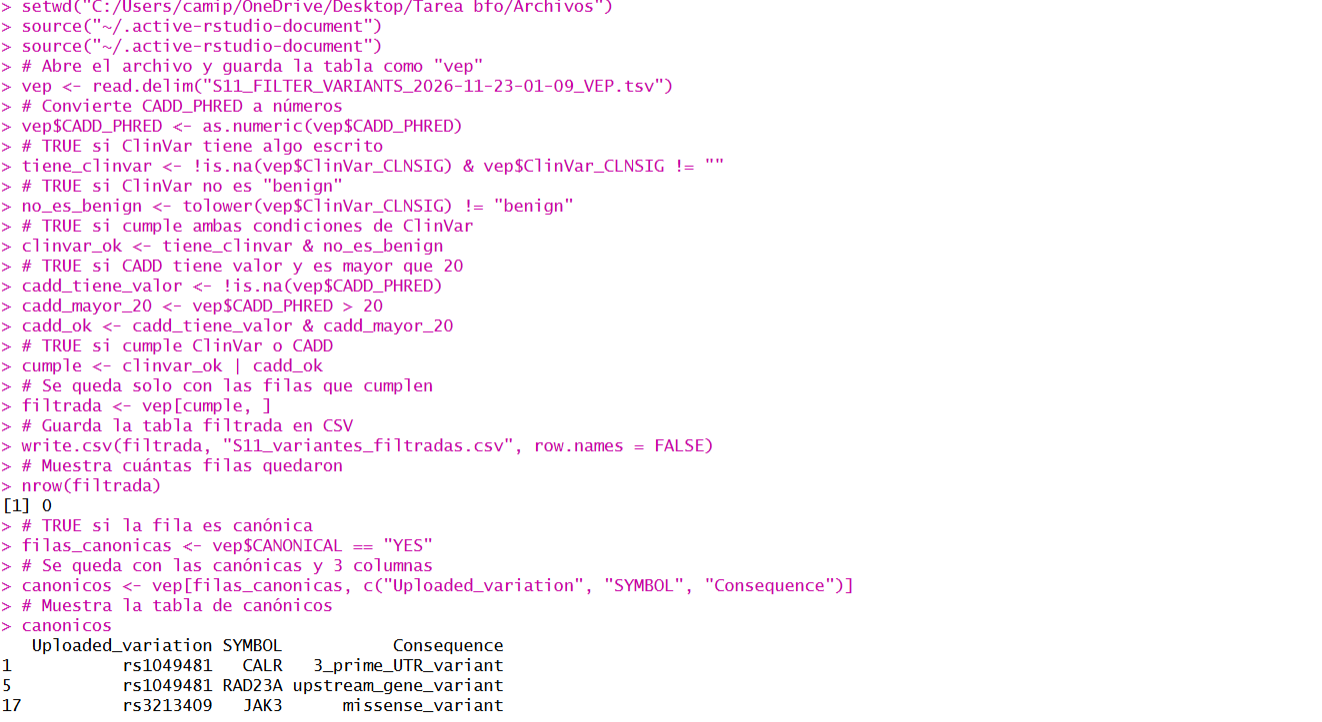 > setwd("C:/Users/camip/OneDrive/Desktop/Tarea bfo/Archivos")
> source("~/.active-rstudio-document")
> source("~/.active-rstudio-document")
> # Abre el archivo y guarda la tabla como "vep"
> vep <- read.delim("S11_FILTER_VARIANTS_2026-11-23-01-09_VEP.tsv")
> # Convierte CADD_PHRED a números
> vep$CADD_PHRED <- as.numeric(vep$CADD_PHRED)
> # TRUE si ClinVar tiene algo escrito
> tiene_clinvar <- !is.na(vep$ClinVar_CLNSIG) & vep$ClinVar_CLNSIG != ""
> # TRUE si ClinVar no es "benign"
> no_es_benign <- tolower(vep$ClinVar_CLNSIG) != "benign"
> # TRUE si cumple ambas condiciones de ClinVar
> clinvar_ok <- tiene_clinvar & no_es_benign
> # TRUE si CADD tiene valor y es mayor que 20
> cadd_tiene_valor <- !is.na(vep$CADD_PHRED)
> cadd_mayor_20 <- vep$CADD_PHRED > 20
> cadd_ok <- cadd_tiene_valor & cadd_mayor_20
> # TRUE si cumple ClinVar o CADD
> cumple <- clinvar_ok | cadd_ok
> # Se queda solo con las filas que cumplen
> filtrada <- vep[cumple, ]
> # Guarda la tabla filtrada en CSV
> write.csv(filtrada, "S11_variantes_filtradas.csv", row.names = FALSE)
> # Muestra cuántas filas quedaron
> nrow(filtrada)
[1] 0
> # TRUE si la fila es canónica
> filas_canonicas <- vep$CANONICAL == "YES"
> # Se queda con las canónicas y 3 columnas
> canonicos <- vep[filas_canonicas, c("Uploaded_variation", "SYMBOL", "Consequence")]
> # Muestra la tabla de canónicos
> canonicos
   Uploaded_variation SYMBOL           Consequence
1           rs1049481   CALR   3_prime_UTR_variant
5           rs1049481 RAD23A upstream_gene_variant
17          rs3213409   JAK3      missense_variant